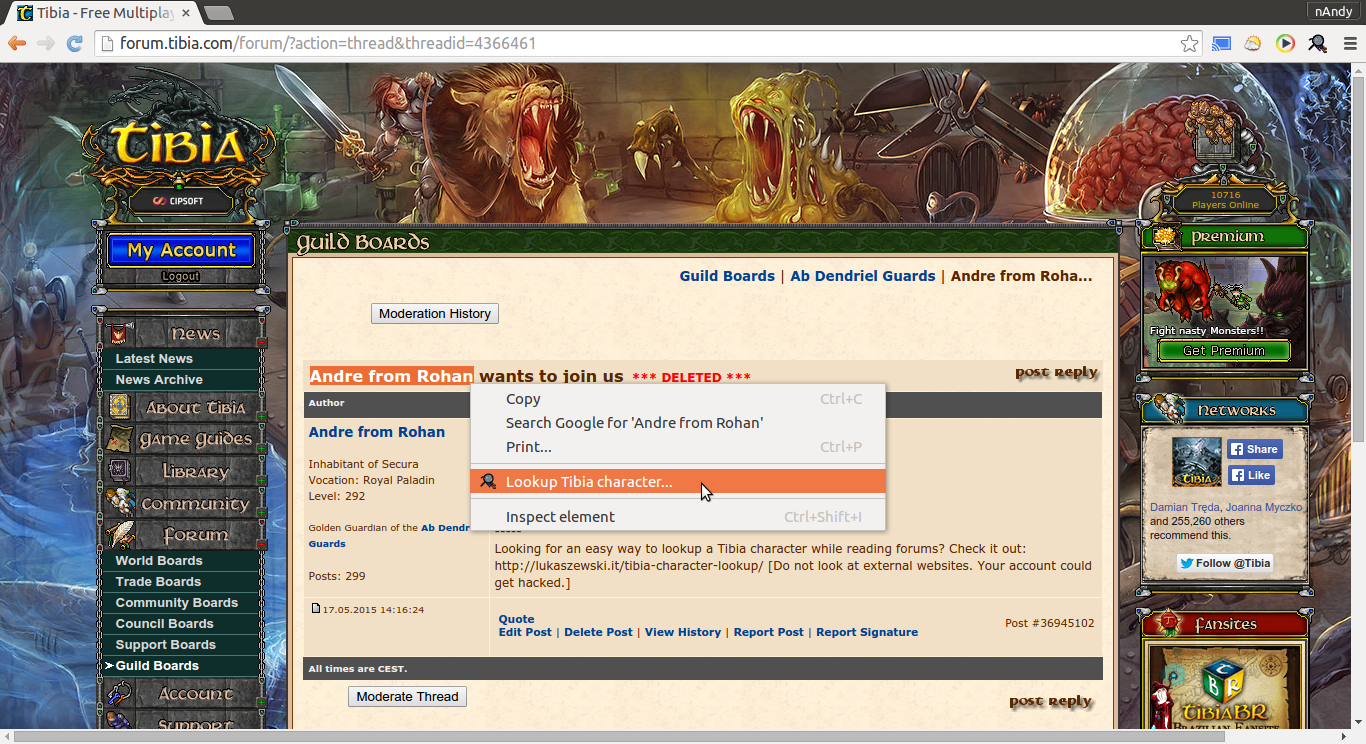 Tibia - Free Multiplay
nAndy
forum.tibia.com/forum/?action=thread&threadid=4366461
TIBIA
CIPSOFT
My Account
Logout
News
Latest News
News Archive
About Tibia
Game Guides
Library
Community
Forum
World Boards
Trade Boards
Community Boards
Council Boards
Support Boards
Guild Boards
Account
Support
Guild Boards
Guild Boards | Ab Dendriel Guards | Andre from Roha...
Moderation History
Andre from Rohan wants to join us *** DELETED ***
post reply
Author
Andre from Rohan
Inhabitant of Secura
Vocation: Royal Paladin
Level: 292
Golden Guardian of the Ab Dendr
Guards
Posts: 299
17.05.2015 14:16:24
Copy Ctrl+C
Search Google for 'Andre from Rohan'
Print... Ctrl+P
Lookup Tibia character...
Inspect element Ctrl+Shift+I
Looking for an easy way to lookup a Tibia character while reading forums? Check it out:
http://lukaszewski.it/tibia-character-lookup/ [Do not look at external websites. Your account could
get hacked.]
Quote
Edit Post | Delete Post | View History | Report Post | Report Signature
Post #36945102
All times are CEST.
Moderate Thread
post reply
10716
Players Online
Premium
Fight nasty Monsters!!
Get Premium
Networks
Share
Like
Damian Tręda, Joanna Myczko
and 255,260 others
recommend this.
Follow @Tibia
Fansites
CBR
TibiaBR
Brazilian Fansite